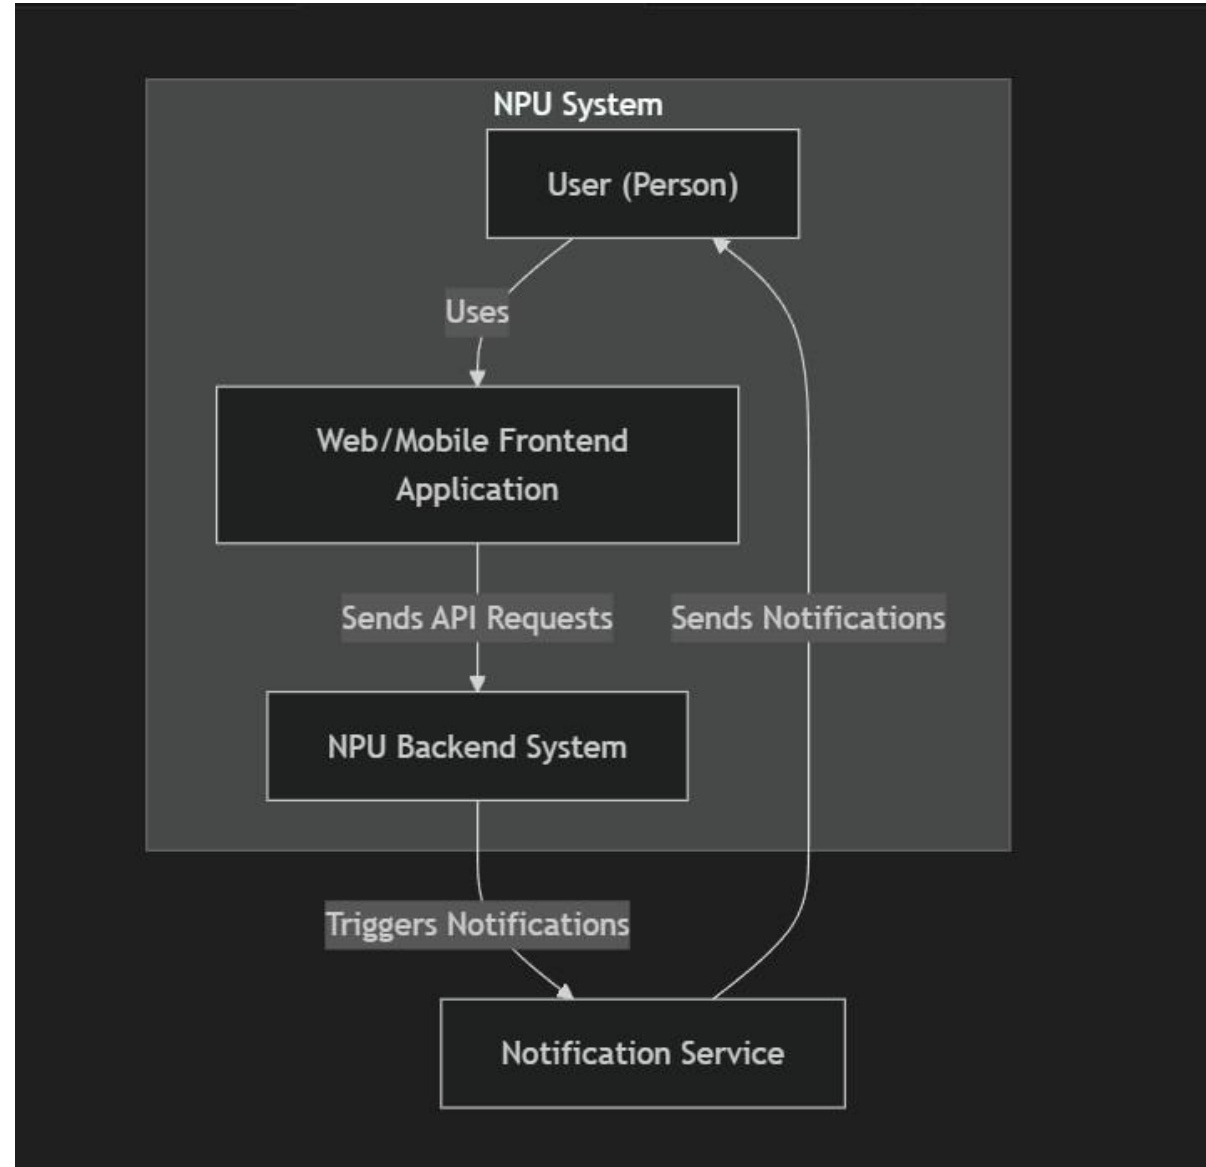 NPU System
User (Person)
Uses
Web/Mobile Frontend
Application
Sends API Requests
Sends Notifications
NPU Backend System
Triggers Notifications
Notification Service